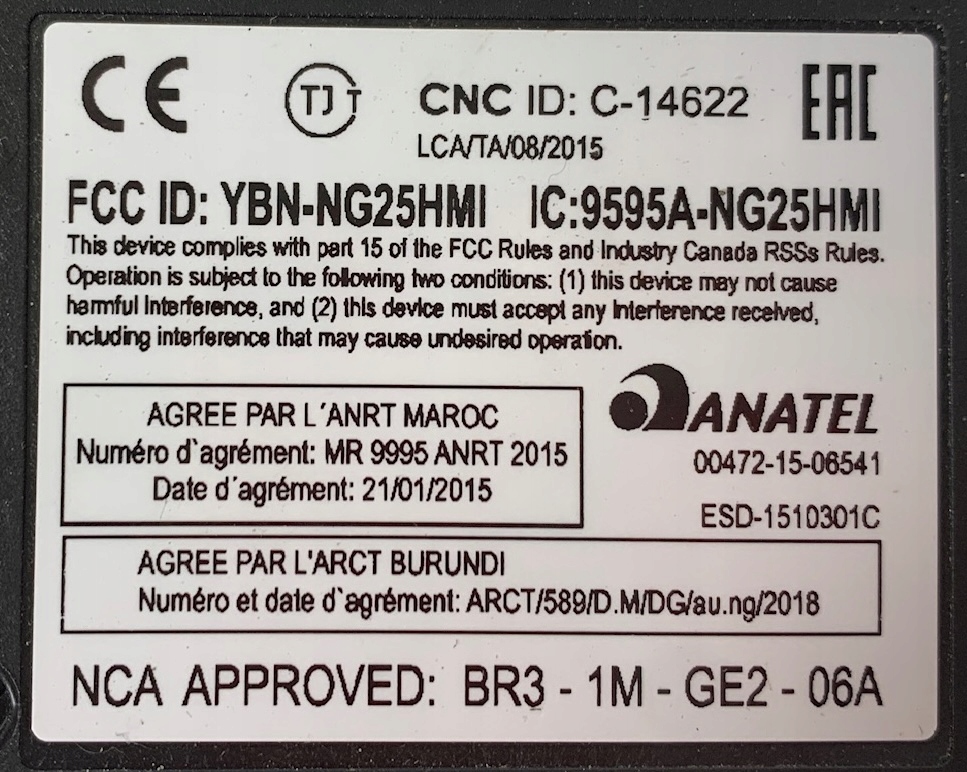 CE TJT CNC ID: C-14622 EAC
LCA/TA/08/2015
FCC ID: YBN-NG25HMI IC:9595A-NG25HMI
This device complies with part 15 of the FCC Rules and Industry Canada RSSs Rules.
Operation is subject to the following two conditions: (1) this device may not cause
harmful Interference, and (2) this device must accept any interference received,
including interference that may cause undesired operation.
AGREE PAR L´ANRT MAROC
Numéro d`agrément: MR 9995 ANRT 2015
Date d´agrément: 21/01/2015
ANATEL
00472-15-06541
ESD-1510301C
AGREE PAR L'ARCT BURUNDI
Numéro et date d`agrément: ARCT/589/D.M/DG/au.ng/2018
NCA APPROVED: BR3 - 1M - GE2 - 06A